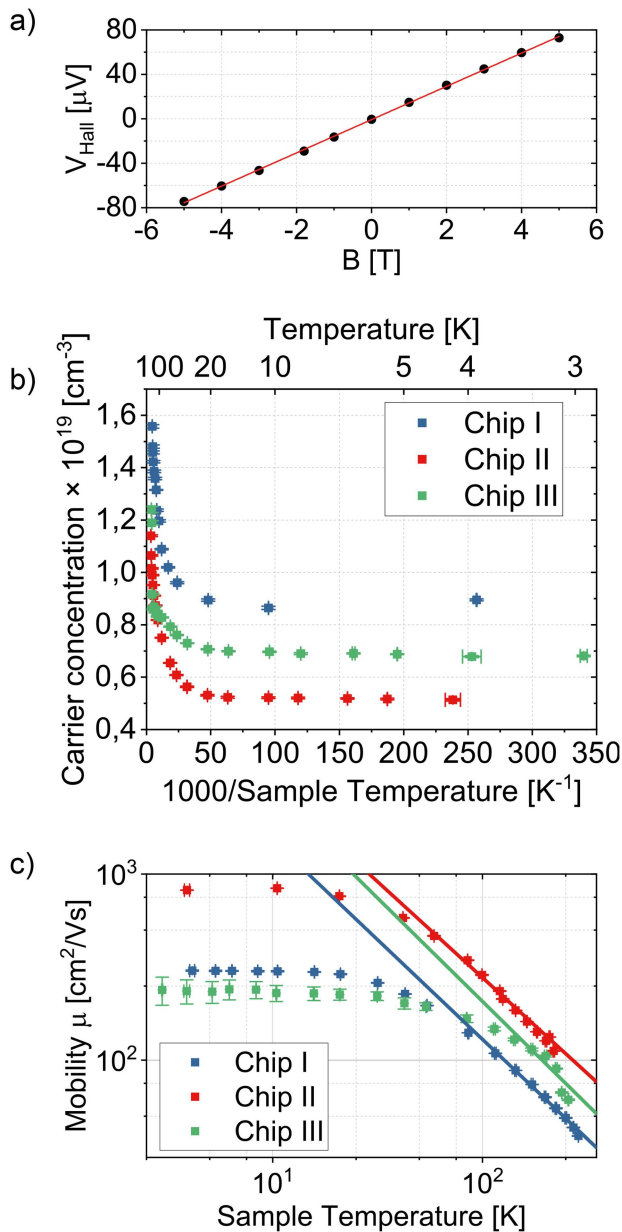 a)
80
40
0
-40
-80
V_Hall [μV]
-6 -4 -2 0 2 4 6
B [T]
b)
Temperature [K]
100 20 10 5 4 3
1,6
1,4
1,2
1,0
0,8
0,6
0,4
Carrier concentration × 10^19 [cm^-3]
Chip I
Chip II
Chip III
0 50 100 150 200 250 300 350
1000/Sample Temperature [K^-1]
c)
10^3
10^2
Mobility μ [cm^2/Vs]
Chip I
Chip II
Chip III
10^1 10^2
Sample Temperature [K]